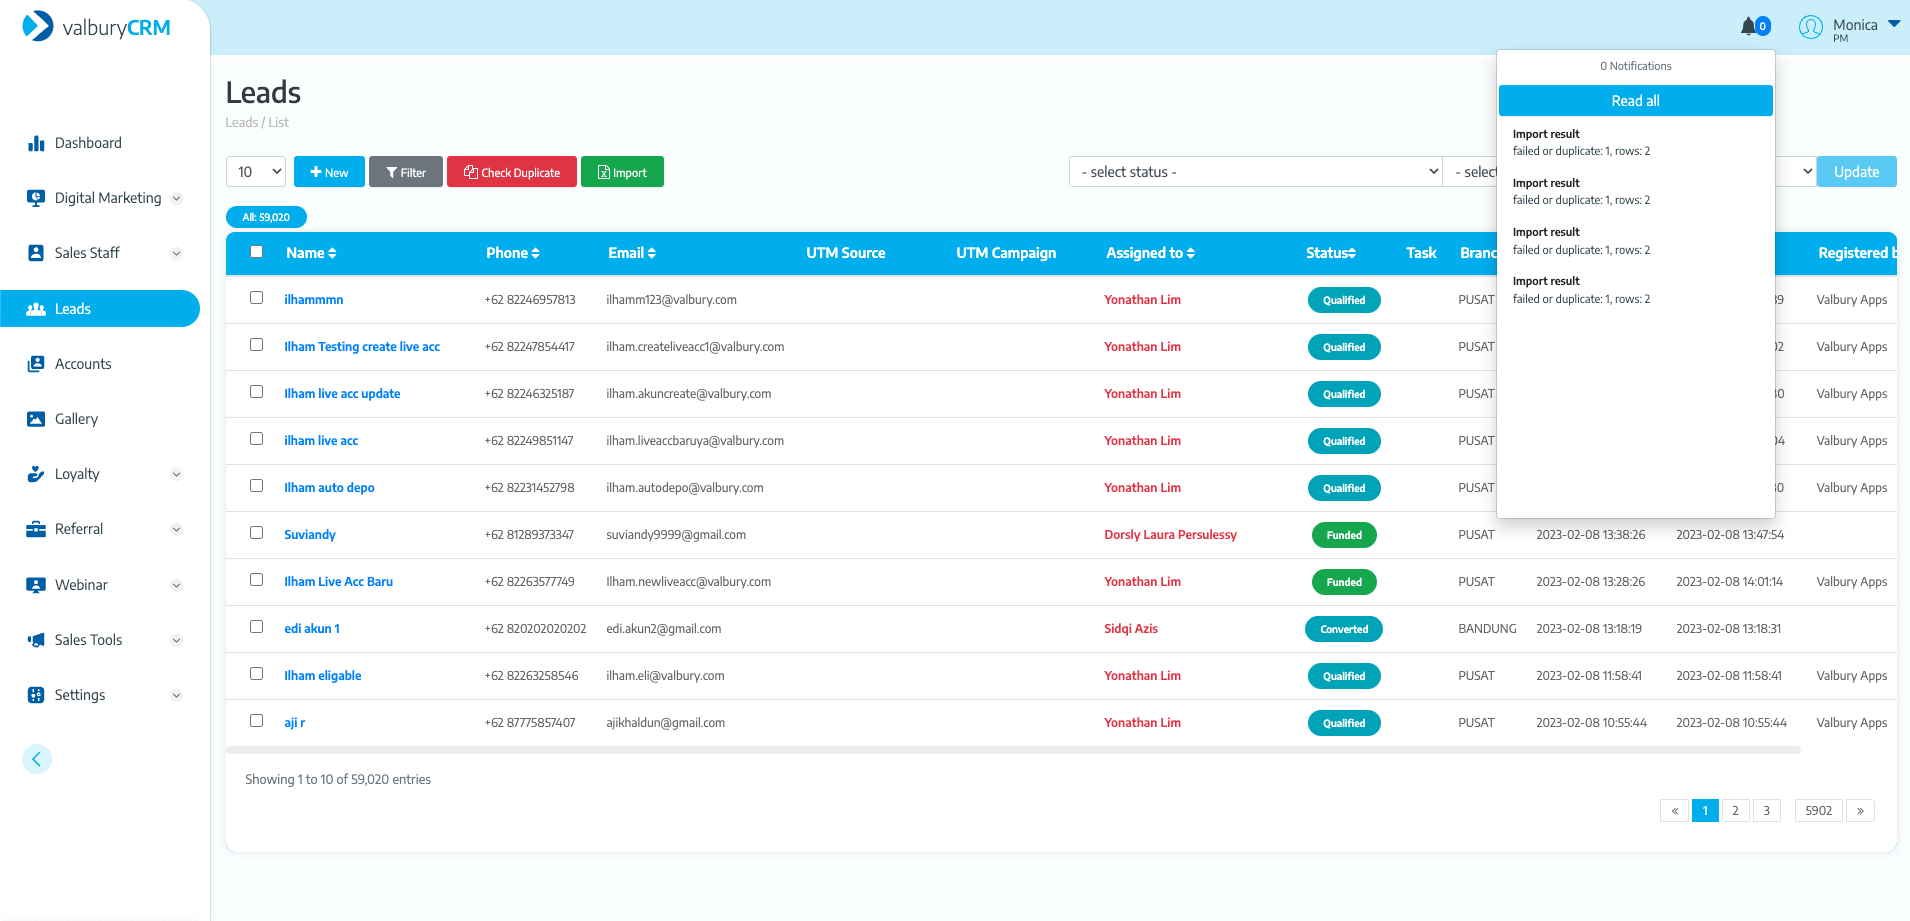 valburyCRM
0
Monica
PM
0 Notifications
Read all
Import result
failed or duplicate: 1, rows: 2
Import result
failed or duplicate: 1, rows: 2
Import result
failed or duplicate: 1, rows: 2
Import result
failed or duplicate: 1, rows: 2
Dashboard
Digital Marketing
Sales Staff
Leads
Accounts
Gallery
Loyalty
Referral
Webinar
Sales Tools
Settings
Leads
Leads / List
10 New Filter Check Duplicate Import - select status - Update
All: 59,020
Name Phone Email UTM Source UTM Campaign Assigned to Status Task
ilhammmn +62 82246957813 ilhamm123@valbury.com Yonathan Lim Qualified PUSAT Valbury Apps
Ilham Testing create live acc +62 82247854417 ilham.createliveacc1@valbury.com Yonathan Lim Qualified PUSAT Valbury Apps
Ilham live acc update +62 82246325187 ilham.akuncreate@valbury.com Yonathan Lim Qualified PUSAT Valbury Apps
ilham live acc +62 82249851147 ilham.liveaccbaruya@valbury.com Yonathan Lim Qualified PUSAT Valbury Apps
Ilham auto depo +62 82231452798 ilham.autodepo@valbury.com Yonathan Lim Qualified PUSAT Valbury Apps
Suviandy +62 81289373347 suviandy9999@gmail.com Dorsly Laura Persulessy Funded PUSAT 2023-02-08 13:38:26 2023-02-08 13:47:54
Ilham Live Acc Baru +62 82263577749 Ilham.newliveacc@valbury.com Yonathan Lim Funded PUSAT 2023-02-08 13:28:26 2023-02-08 14:01:14 Valbury Apps
edi akun 1 +62 820202020202 edi.akun2@gmail.com Sidqi Azis Converted BANDUNG 2023-02-08 13:18:19 2023-02-08 13:18:31
Ilham eligable +62 82263258546 ilham.eli@valbury.com Yonathan Lim Qualified PUSAT 2023-02-08 11:58:41 2023-02-08 11:58:41 Valbury Apps
aji r +62 87775857407 ajikhaldun@gmail.com Yonathan Lim Qualified PUSAT 2023-02-08 10:55:44 2023-02-08 10:55:44 Valbury Apps
Showing 1 to 10 of 59,020 entries
« 1 2 3 5902 »